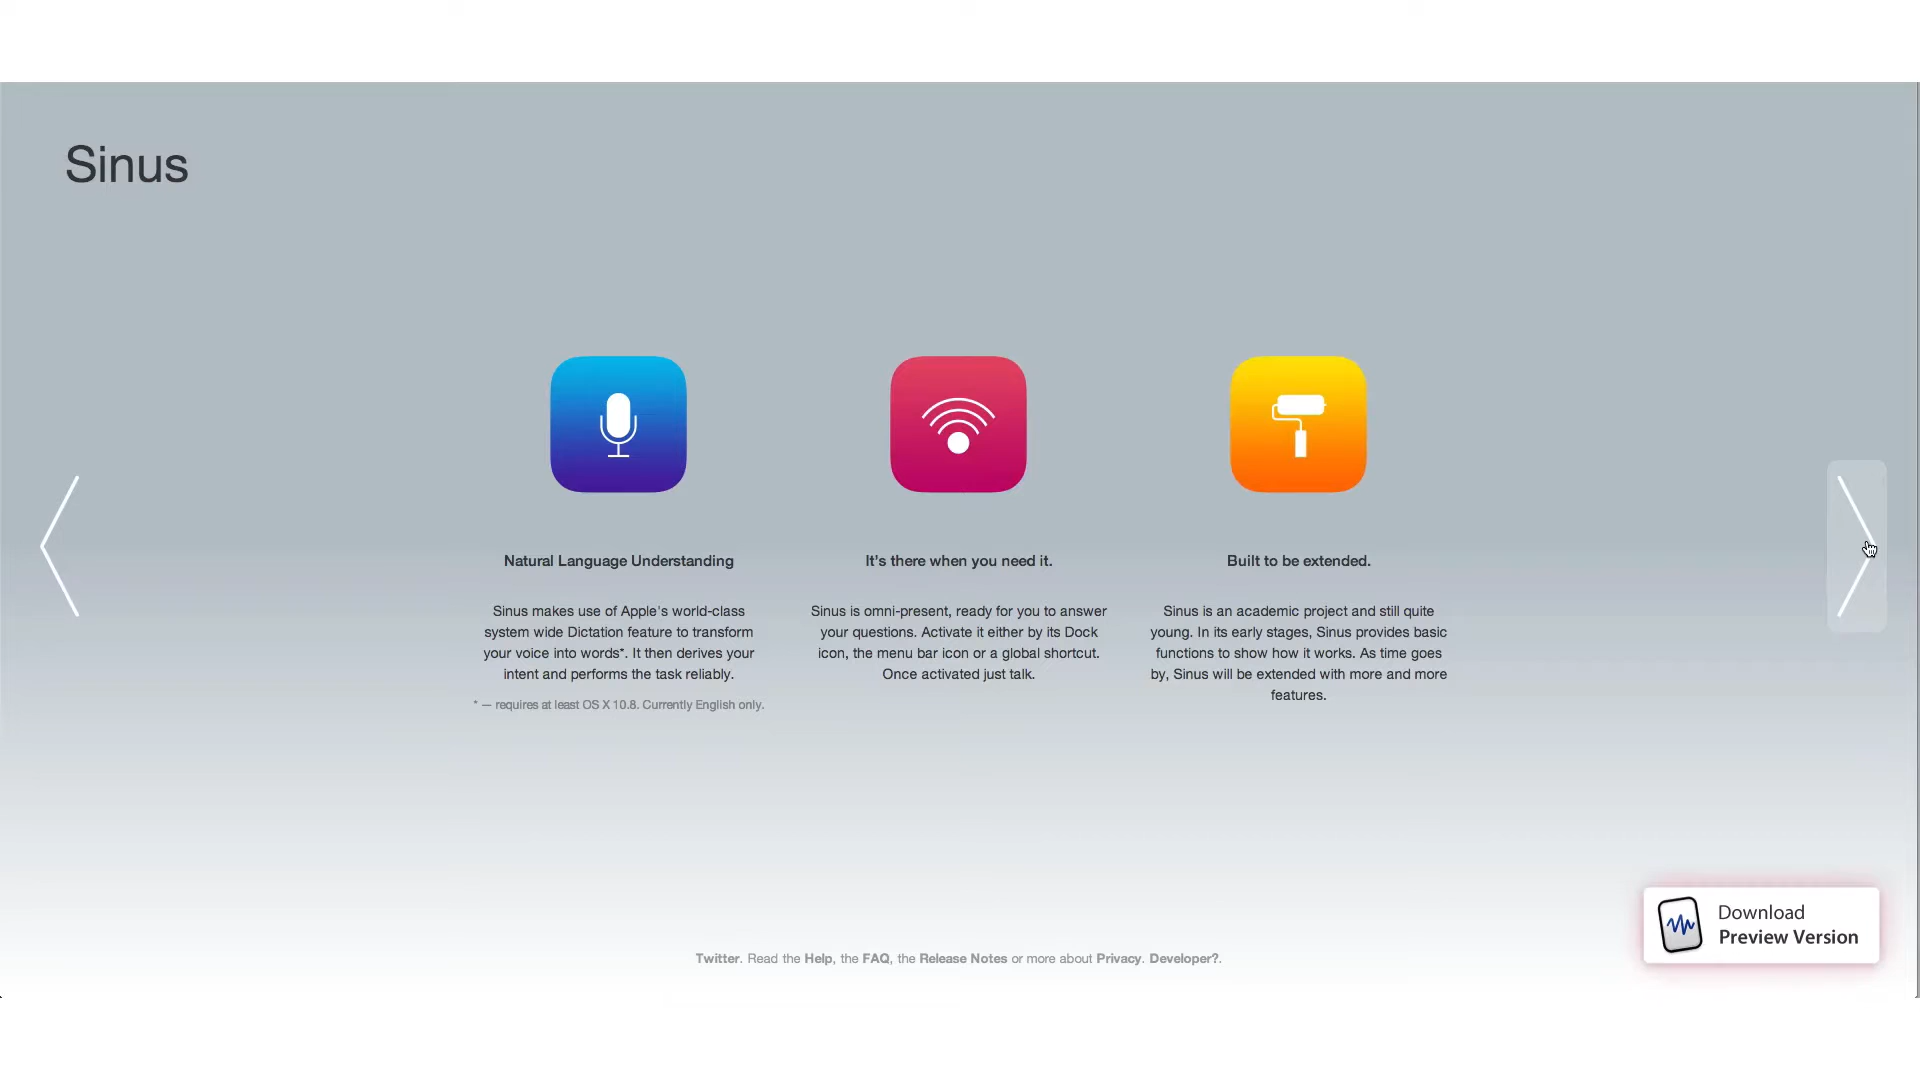 Sinus
Natural Language Understanding
Sinus makes use of Apple's world-class
system wide Dictation feature to transform
your voice into words*. It then derives your
intent and performs the task reliably.
* — requires at least OS X 10.8. Currently English only.
It’s there when you need it.
Sinus is omni-present, ready for you to answer
your questions. Activate it either by its Dock
icon, the menu bar icon or a global shortcut.
Once activated just talk.
Built to be extended.
Sinus is an academic project and still quite
young. In its early stages, Sinus provides basic
functions to show how it works. As time goes
by, Sinus will be extended with more and more
features.
Download
Preview Version
Twitter. Read the Help, the FAQ, the Release Notes or more about Privacy. Developer?.